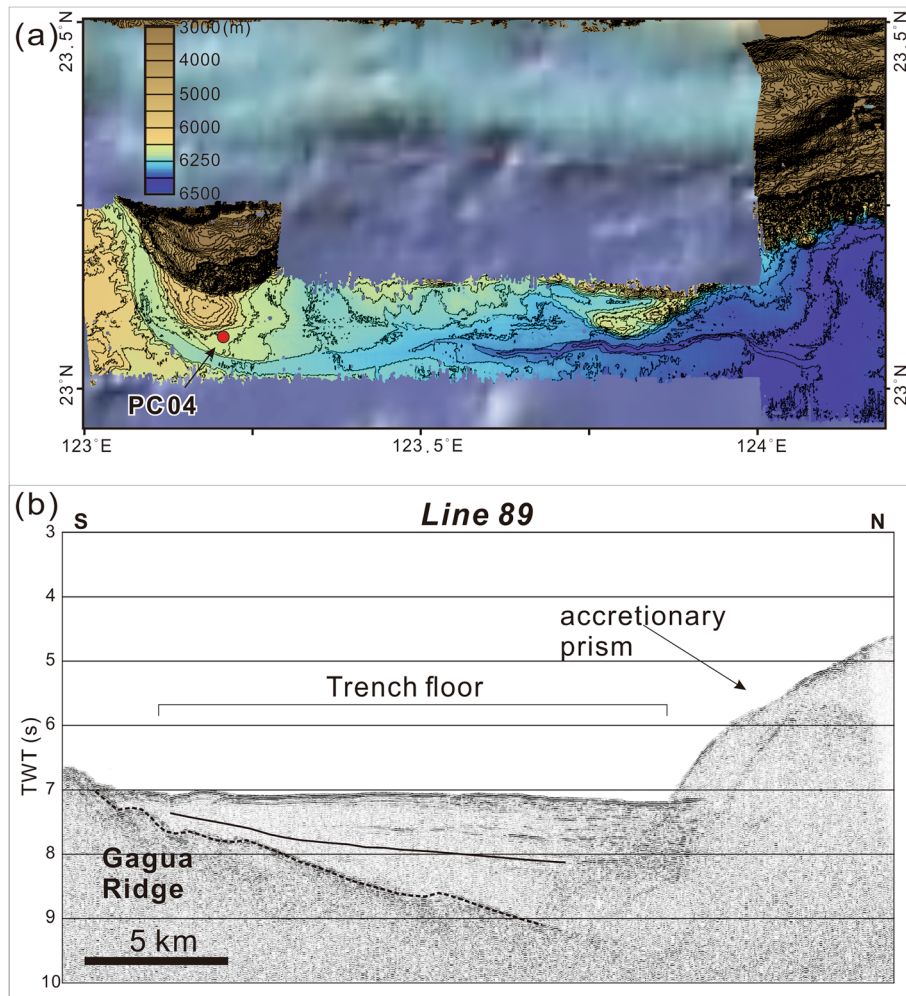 (a)
23.5°N
3000(m)
4000
5000
6000
6250
6500
23.5°N
PC04
23°N
23°N
123°E
123.5°E
124°E
(b)
S
Line 89
N
3
4
5
6
7
8
9
10
TWT(s)
accretionary
prism
Trench floor
Gagua
Ridge
5 km